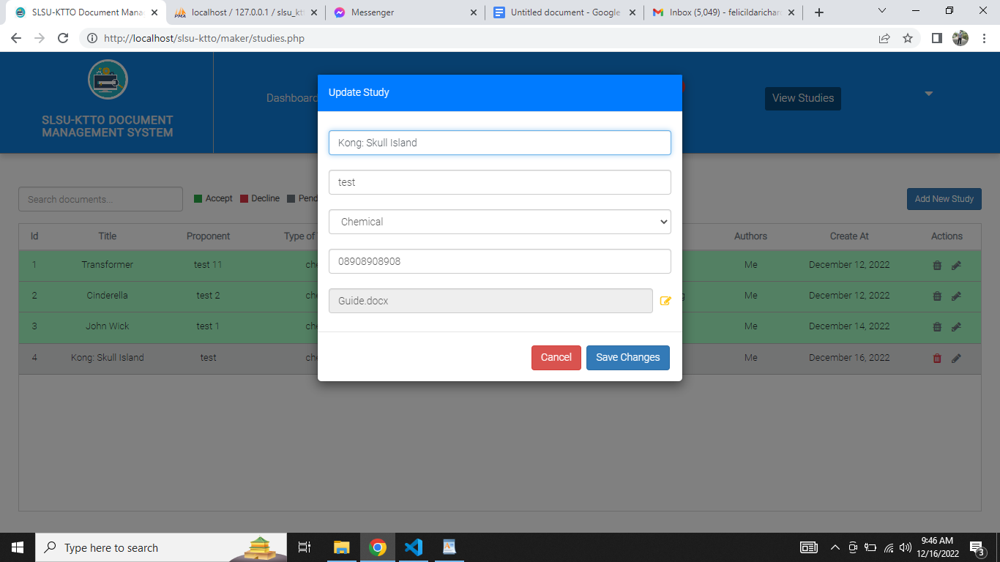 SLSU-KTTO Document Mana
localhost / 127.0.0.1 / slsu_kt
Messenger
Untitled document - Google
Inbox (5,049) - felicildarichar
http://localhost/slsu-ktto/maker/studies.php
SLSU-KTTO DOCUMENT
MANAGEMENT SYSTEM
Dashboard
View Studies
Update Study
Kong: Skull Island
test
Chemical
08908908908
Guide.docx
Cancel
Save Changes
Search documents...
Accept
Decline
Pend
Add New Study
Id Title Proponent Type of Authors Create At Actions
1 Transformer test 11 che Me December 12, 2022
2 Cinderella test 2 che g Me December 12, 2022
3 John Wick test 1 che Me December 14, 2022
4 Kong: Skull Island test che Me December 16, 2022
Type here to search
9:46 AM
12/16/2022
3